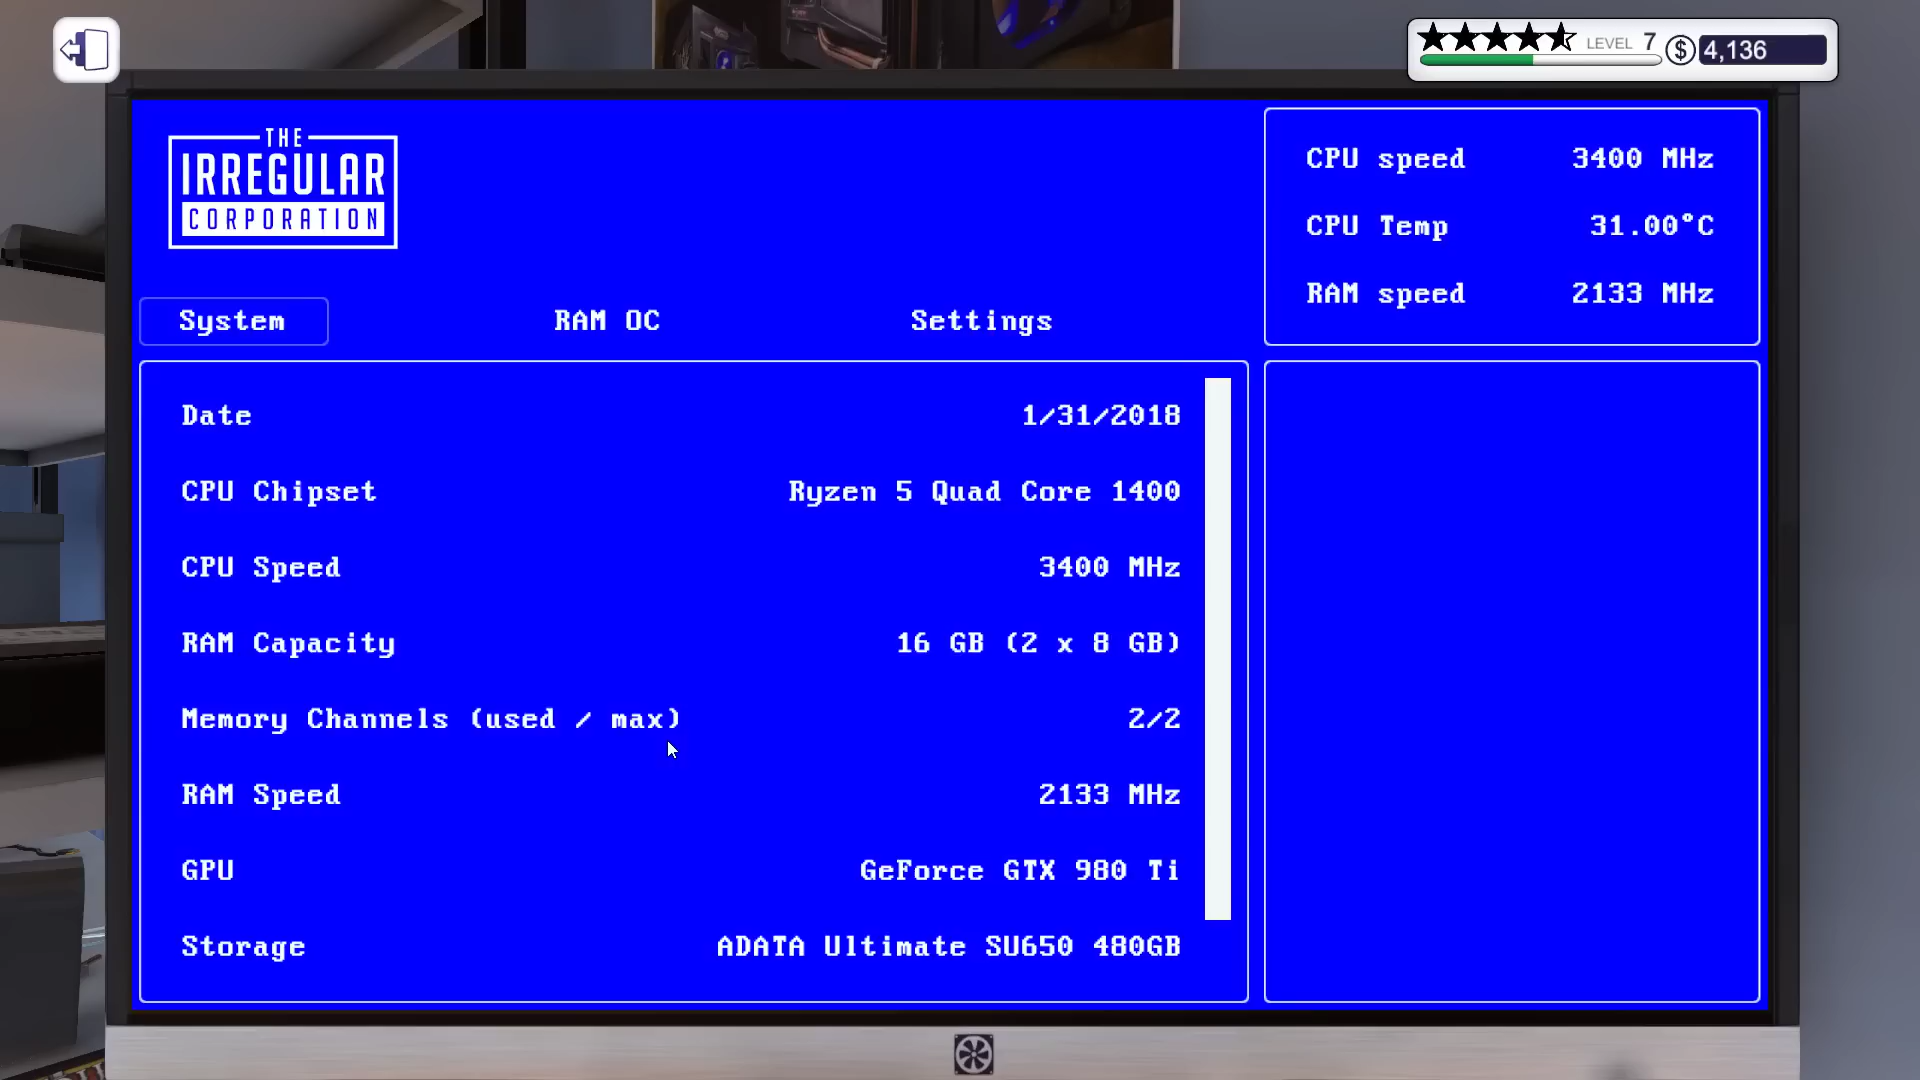 LEVEL 7
$ 4,136
THE
IRREGULAR
CORPORATION
CPU speed 3400 MHz
CPU Temp 31.00°C
RAM speed 2133 MHz
System RAM OC Settings
Date 1/31/2018
CPU Chipset Ryzen 5 Quad Core 1400
CPU Speed 3400 MHz
RAM Capacity 16 GB (2 x 8 GB)
Memory Channels (used / max) 2/2
RAM Speed 2133 MHz
GPU GeForce GTX 980 Ti
Storage ADATA Ultimate SU650 480GB